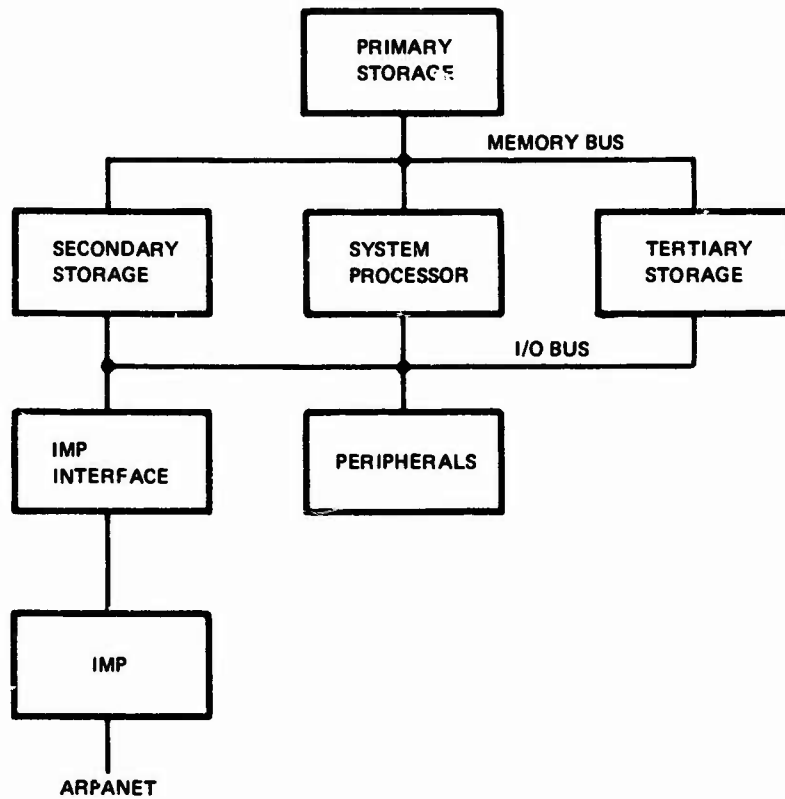 PRIMARY
STORAGE
MEMORY BUS
SECONDARY
STORAGE
SYSTEM
PROCESSOR
TERTIARY
STORAGE
I/O BUS
IMP
INTERFACE
PERIPHERALS
IMP
ARPANET